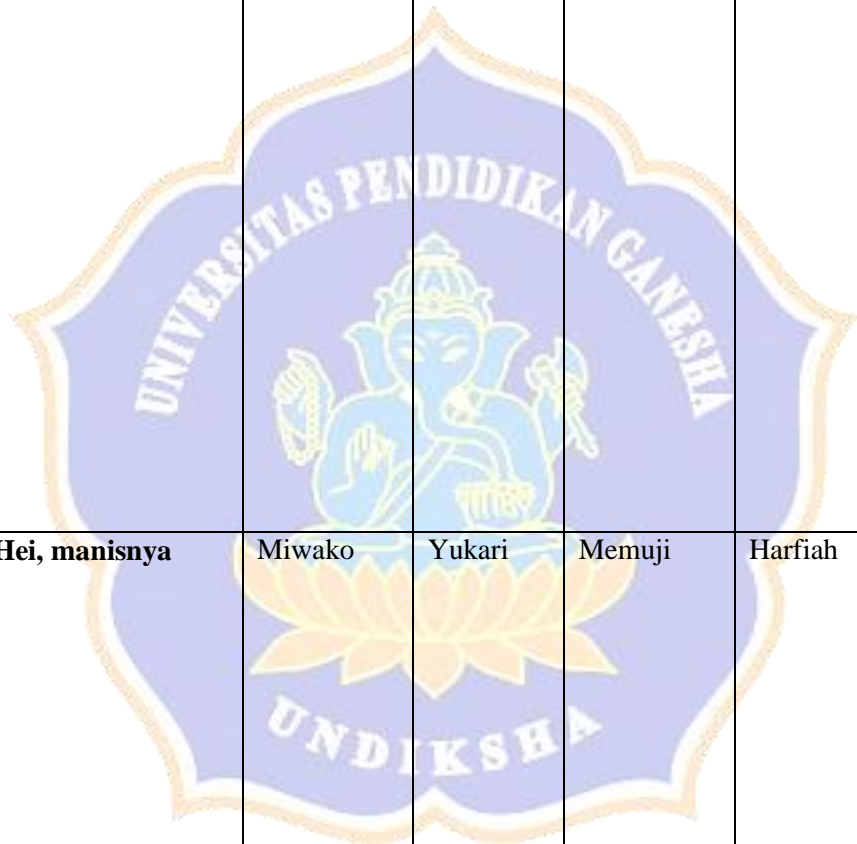 UNIVERSITAS PENDIDIKAN GANESHA
Hei, manisnya Miwako Yukari Memuji Harfiah
UNDIKSHA